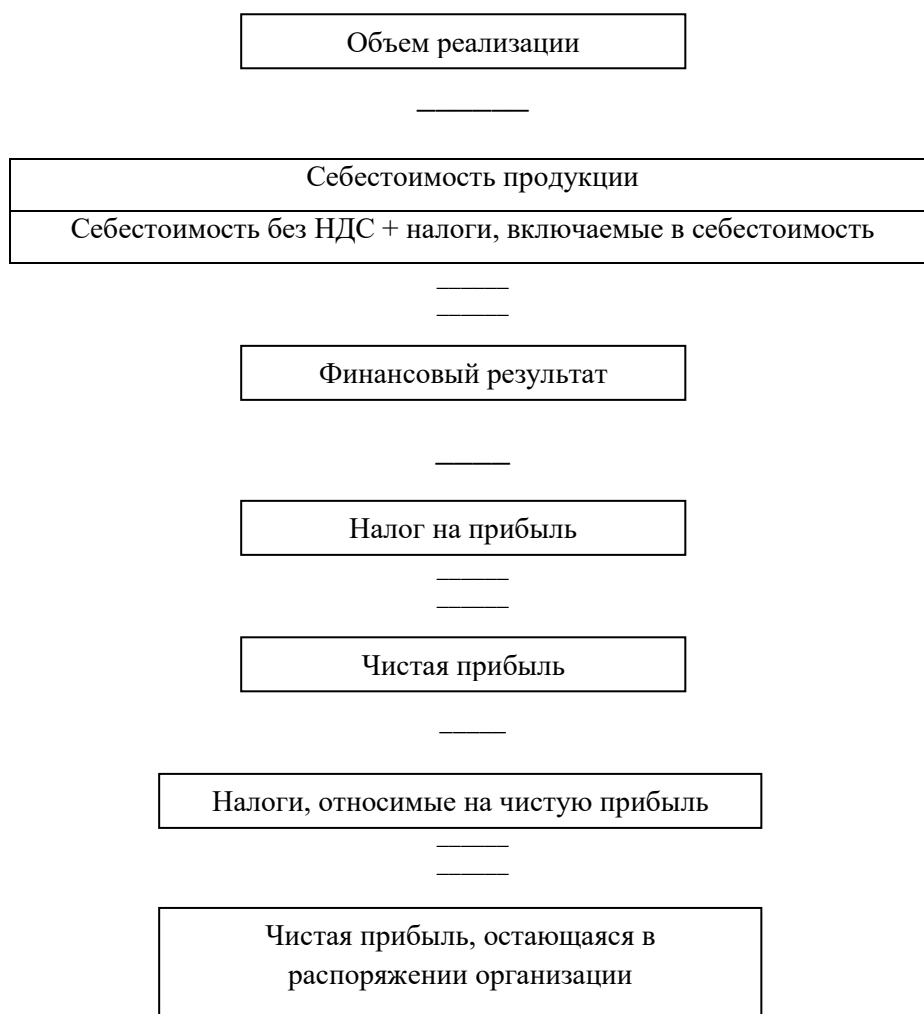 Объем реализации
Себестоимость продукции
Себестоимость без НДС + налоги, включаемые в себестоимость
Финансовый результат
Налог на прибыль
Чистая прибыль
Налоги, относимые на чистую прибыль
Чистая прибыль, остающаяся в
распоряжении организации